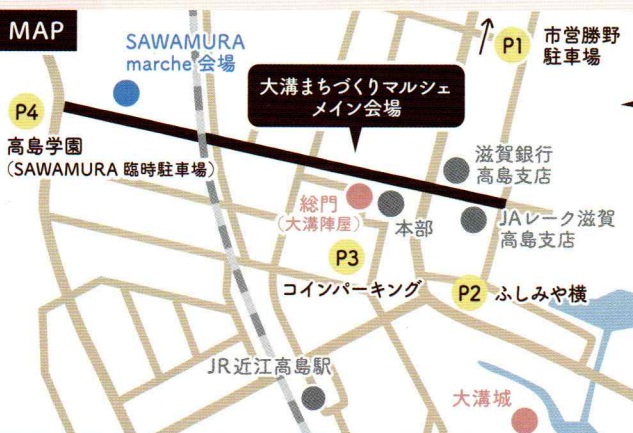 MAP
SAWAMURA
marche 会場
P1
市営勝野
駐車場
大溝まちづくりマルシェ
メイン会場
P4
高島学園
(SAWAMURA 臨時駐車場)
滋賀銀行
高島支店
総門
(大溝陣屋)
本部
JAレーク滋賀
高島支店
P3
コインパーキング
P2 ふしみや横
JR近江高島駅
大溝城